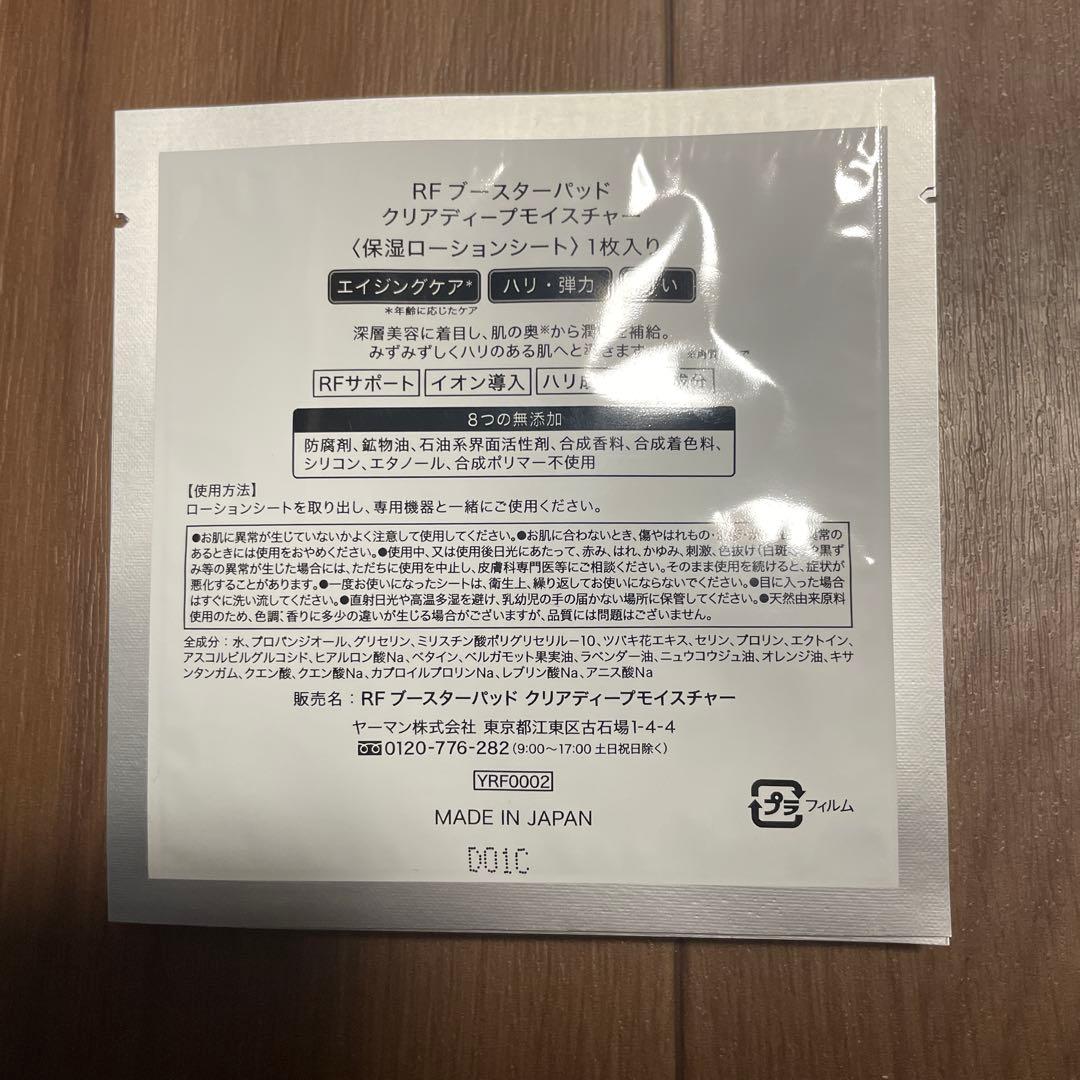 RF ブースターパッド
クリアディープモイスチャー
〈保湿ローションシート〉1枚入り
エイジングケア* ハリ・弾力 い
*年齢に応じたケア
深層美容に着目し、肌の奥※から潤 を補給。
みずみずしくハリのある肌へと きます
RFサポート イオン導入 ハリ 成分
8つの無添加
防腐剤、鉱物油、石油系界面活性剤、合成香料、合成着色料、
シリコン、エタノール、合成ポリマー不使用
【使用方法】
ローションシートを取り出し、専用機器と一緒にご使用ください。
●お肌に異常が生じていないかよく注意して使用してください。●お肌に合わないとき、傷やはれもの・ 異常の
あるときには使用をおやめください。●使用中、又は使用後日光にあたって、赤み、はれ、かゆみ、刺激、色抜け(白斑 や黒ず
み等の異常が生じた場合には、ただちに使用を中止し、皮膚科専門医等にご相談ください。そのまま使用を続けると、症状が
悪化することがあります。●一度お使いになったシートは、衛生上、繰り返してお使いにならないでください。●目に入った場合
はすぐに洗い流してください。●直射日光や高温多湿を避け、乳幼児の手の届かない場所に保管してください。●天然由来原料
使用のため、色調、香りに多少の違いが生じる場合がございますが、品質には問題はございません。
全成分：水、プロパンジオール、グリセリン、ミリスチン酸ポリグリセリル−10、ツバキ花エキス、セリン、プロリン、エクトイン、
アスコルビルグルコシド、ヒアルロン酸Na、ベタイン、ベルガモット果実油、ラベンダー油、ニュウコウジュ油、オレンジ油、キサ
ンタンガム、クエン酸、クエン酸Na、カプロイルプロリンNa、レブリン酸Na、アニス酸Na
販売名：RF ブースターパッド クリアディープモイスチャー
ヤーマン株式会社 東京都江東区古石場1-4-4
0120-776-282(9:00〜17:00 土日祝日除く)
YRF0002
プラ フィルム
MADE IN JAPAN
D01C